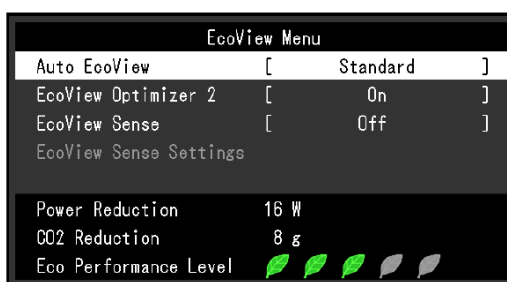 EcoView Menu
Auto EcoView [ Standard ]
EcoView Optimizer 2 [ On ]
EcoView Sense [ Off ]
EcoView Sense Settings
Power Reduction 16 W
CO2 Reduction 8 g
Eco Performance Level